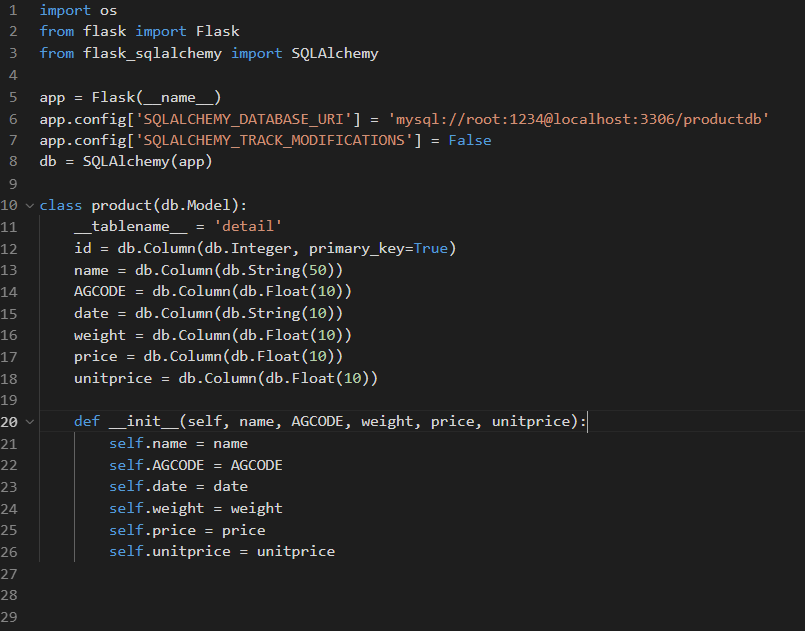 1 import os
2 from flask import Flask
3 from flask_sqlalchemy import SQLAlchemy
4
5 app = Flask(__name__)
6 app.config['SQLALCHEMY_DATABASE_URI'] = 'mysql://root:1234@localhost:3306/productdb'
7 app.config['SQLALCHEMY_TRACK_MODIFICATIONS'] = False
8 db = SQLAlchemy(app)
9
10 class product(db.Model):
11     __tablename__ = 'detail'
12     id = db.Column(db.Integer, primary_key=True)
13     name = db.Column(db.String(50))
14     AGCODE = db.Column(db.Float(10))
15     date = db.Column(db.String(10))
16     weight = db.Column(db.Float(10))
17     price = db.Column(db.Float(10))
18     unitprice = db.Column(db.Float(10))
19
20     def __init__(self, name, AGCODE, weight, price, unitprice):
21         self.name = name
22         self.AGCODE = AGCODE
23         self.date = date
24         self.weight = weight
25         self.price = price
26         self.unitprice = unitprice
27
28
29